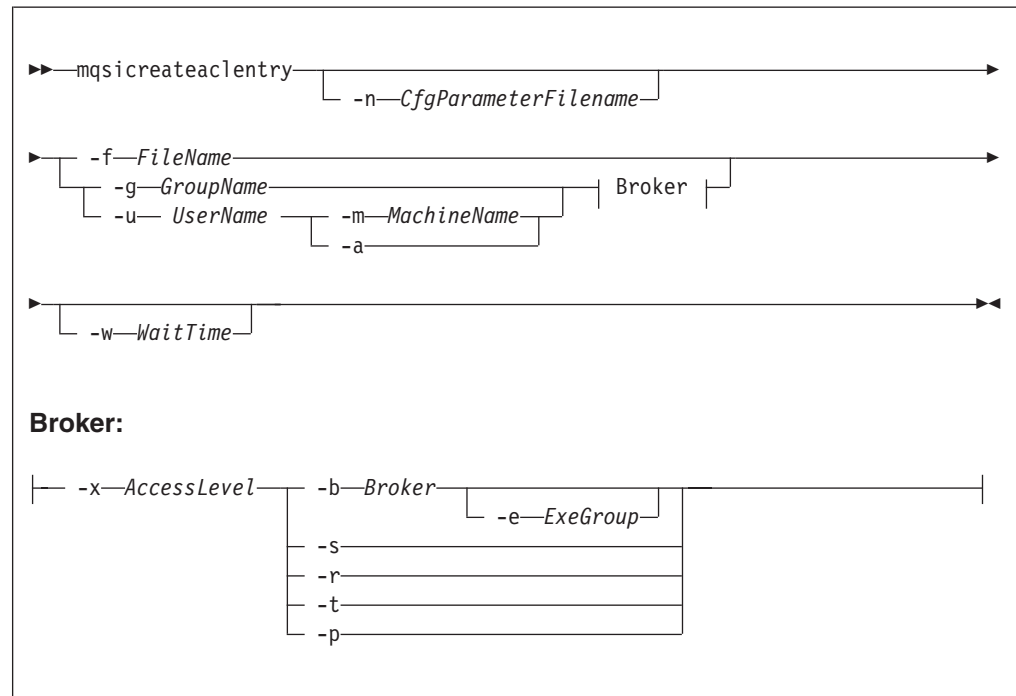 mqsicreateaclentry
-n CfgParameterFilename
-f FileName
-g GroupName Broker
-u UserName -m MachineName
-a
-w WaitTime
Broker:
-x AccessLevel -b Broker
-e ExeGroup
-s
-r
-t
-p